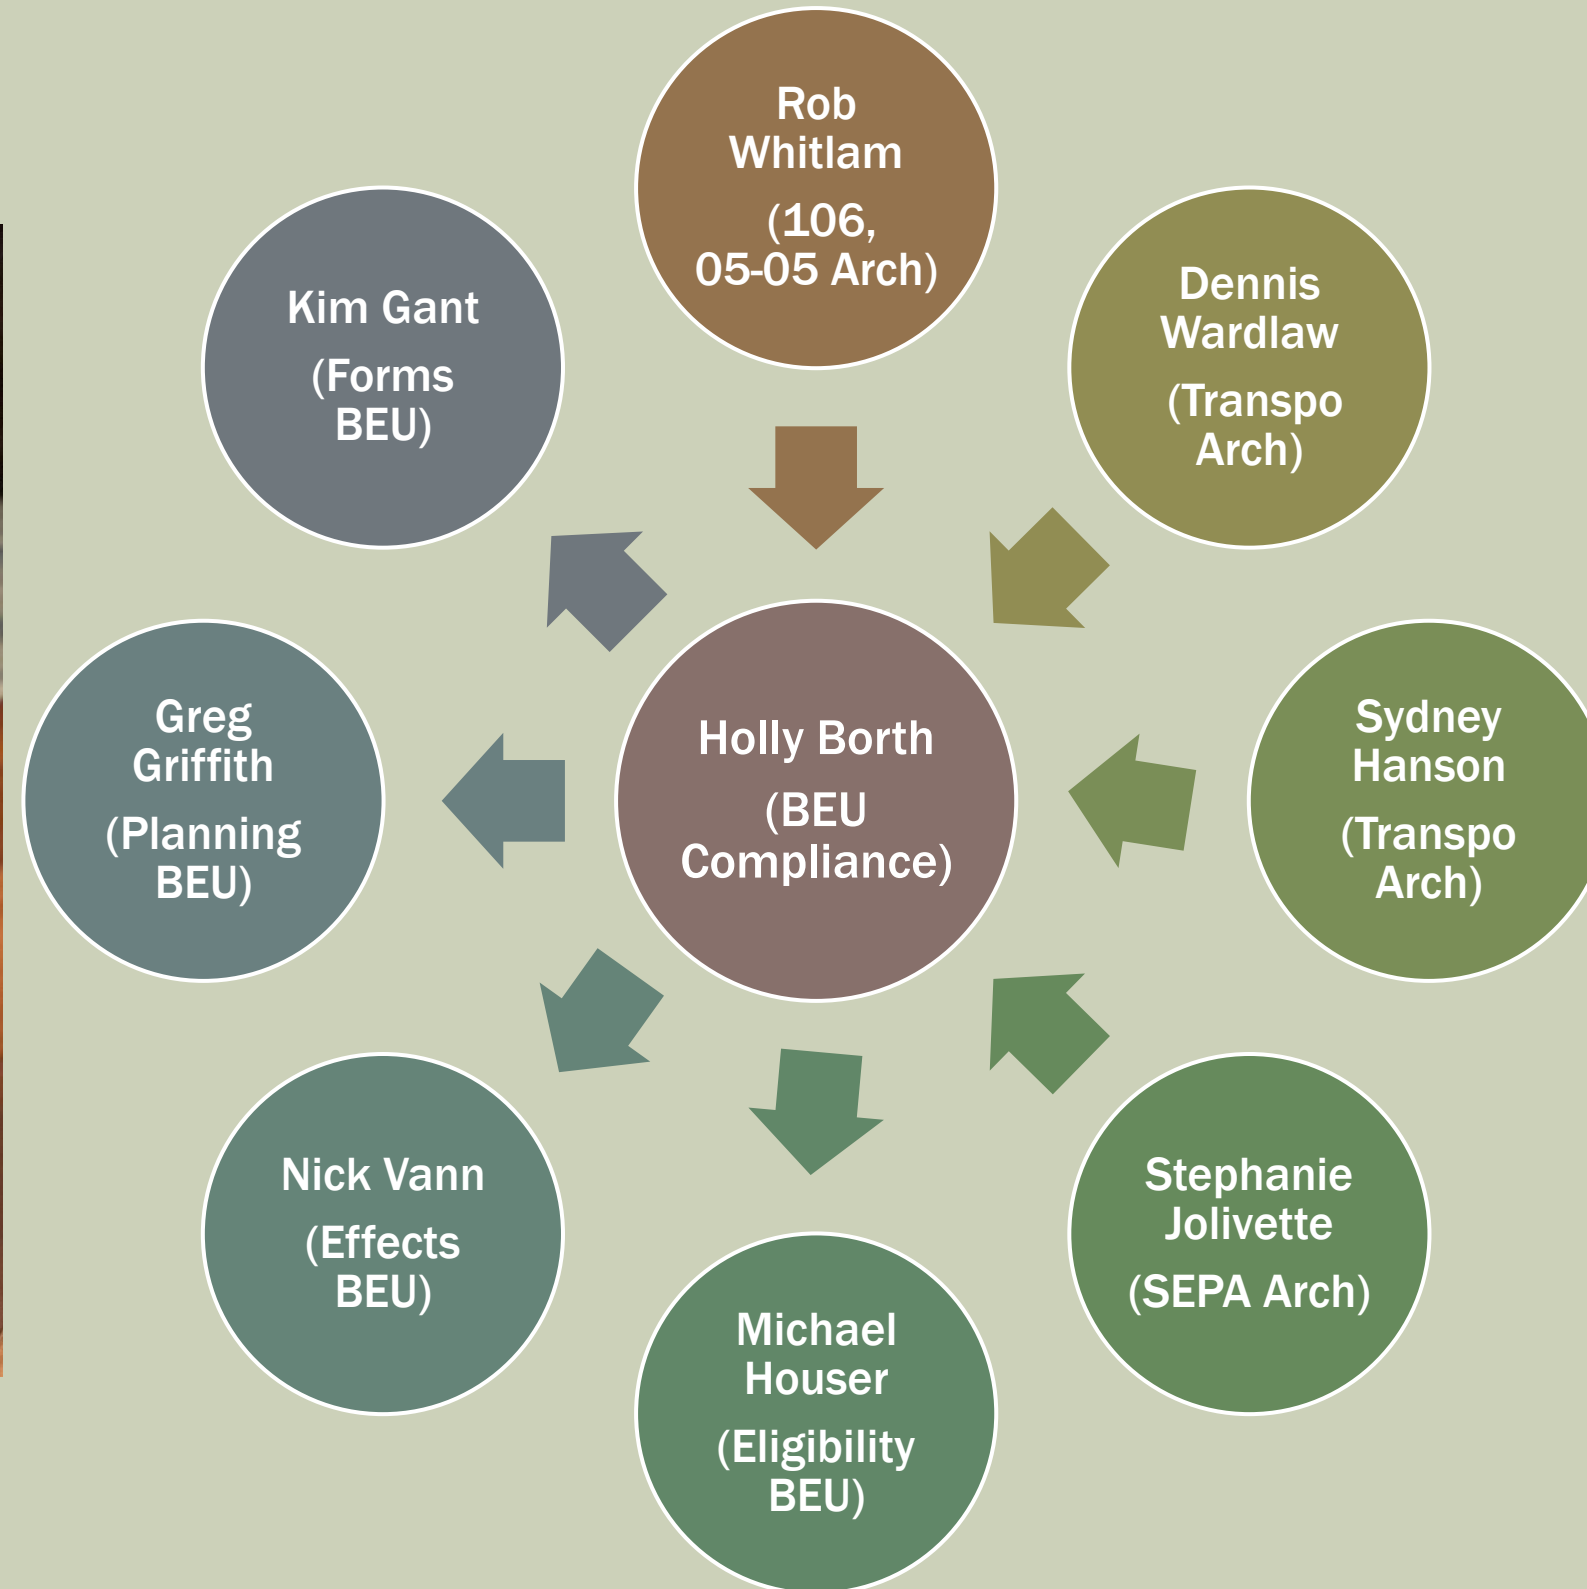 Rob
Whitlam
(106,
05-05 Arch)
Dennis
Wardlaw
(Transpo
Arch)
Sydney
Hanson
(Transpo
Arch)
Stephanie
Jolivette
(SEPA Arch)
Michael
Houser
(Eligibility
BEU)
Nick Vann
(Effects
BEU)
Greg
Griffith
(Planning
BEU)
Kim Gant
(Forms
BEU)
Holly Borth
(BEU
Compliance)